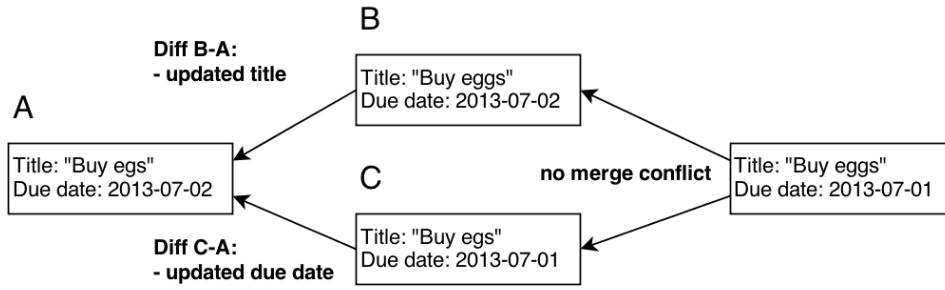 B
Diff B-A:
- updated title
Title: "Buy eggs"
Due date: 2013-07-02
A
Title: "Buy egs"
Due date: 2013-07-02
C
no merge conflict
Title: "Buy eggs"
Due date: 2013-07-01
Diff C-A:
- updated due date
Title: "Buy egs"
Due date: 2013-07-01